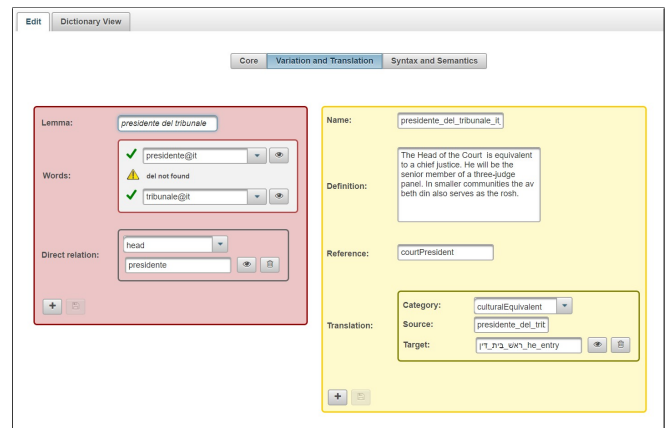 Edit Dictionary View
Core Variation and Translation Syntax and Semantics
Lemma: presidente del tribunale
Words:
presidente@it
del not found
tribunale@it
Direct relation:
head
presidente
Name: presidente_del_tribunale_it_
Definition:
The Head of the Court is equivalent
to a chief justice. He will be the
senior member of a three-judge
panel. In smaller communities the av
beth din also serves as the rosh.
Reference: courtPresident
Translation:
Category: culturalEquivalent
Source: presidente_del_trit
Target: ראש_בית_דין_he_entry